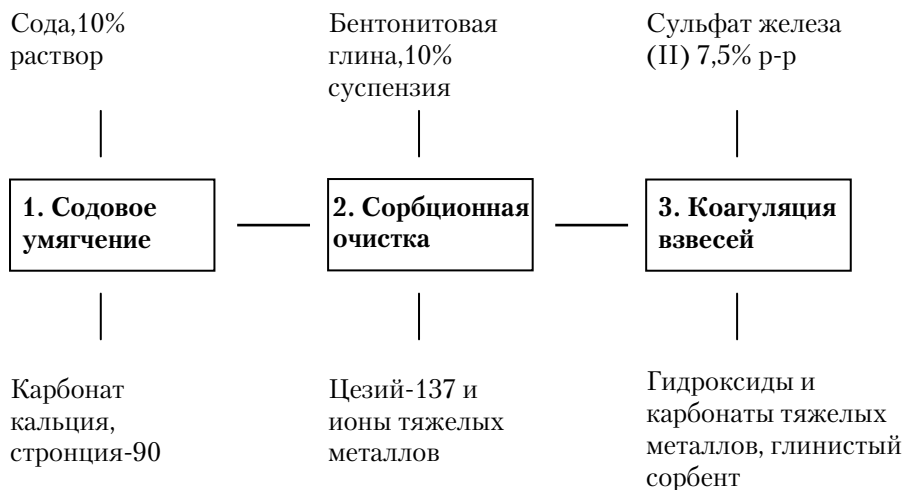 Сода,10%
раствор
Бентонитовая
глина,10%
суспензия
Сульфат железа
(II) 7,5% р-р
1. Содовое
умягчение
2. Сорбционная
очистка
3. Коагуляция
взвесей
Карбонат
кальция,
стронция-90
Цезий-137 и
ионы тяжелых
металлов
Гидроксиды и
карбонаты тяжелых
металлов, глинистый
сорбент